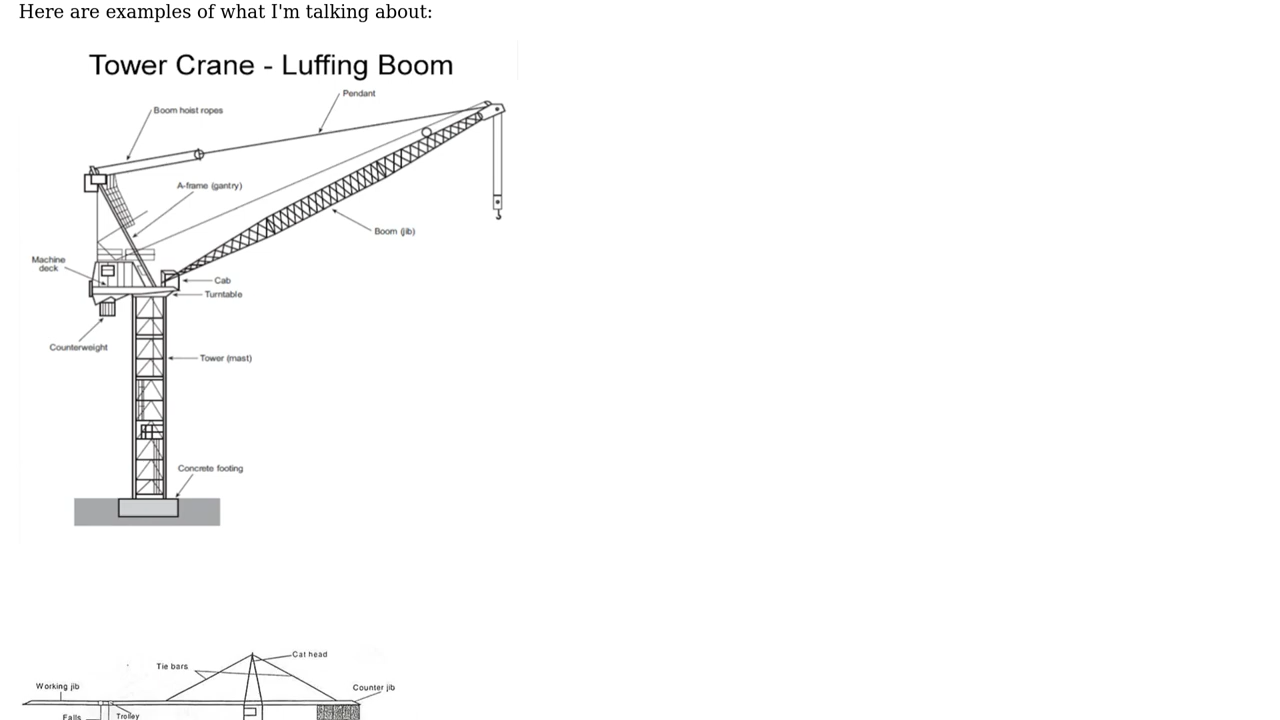 Here are examples of what I'm talking about:
Tower Crane - Luffing Boom
Pendant
Boom hoist ropes
A-frame (gantry)
Boom (jib)
Machine
deck
Cab
Turntable
Counterweight
Tower (mast)
Concrete footing
Cat head
Tie bars
Working jib
Counter jib
Falls
Trolley